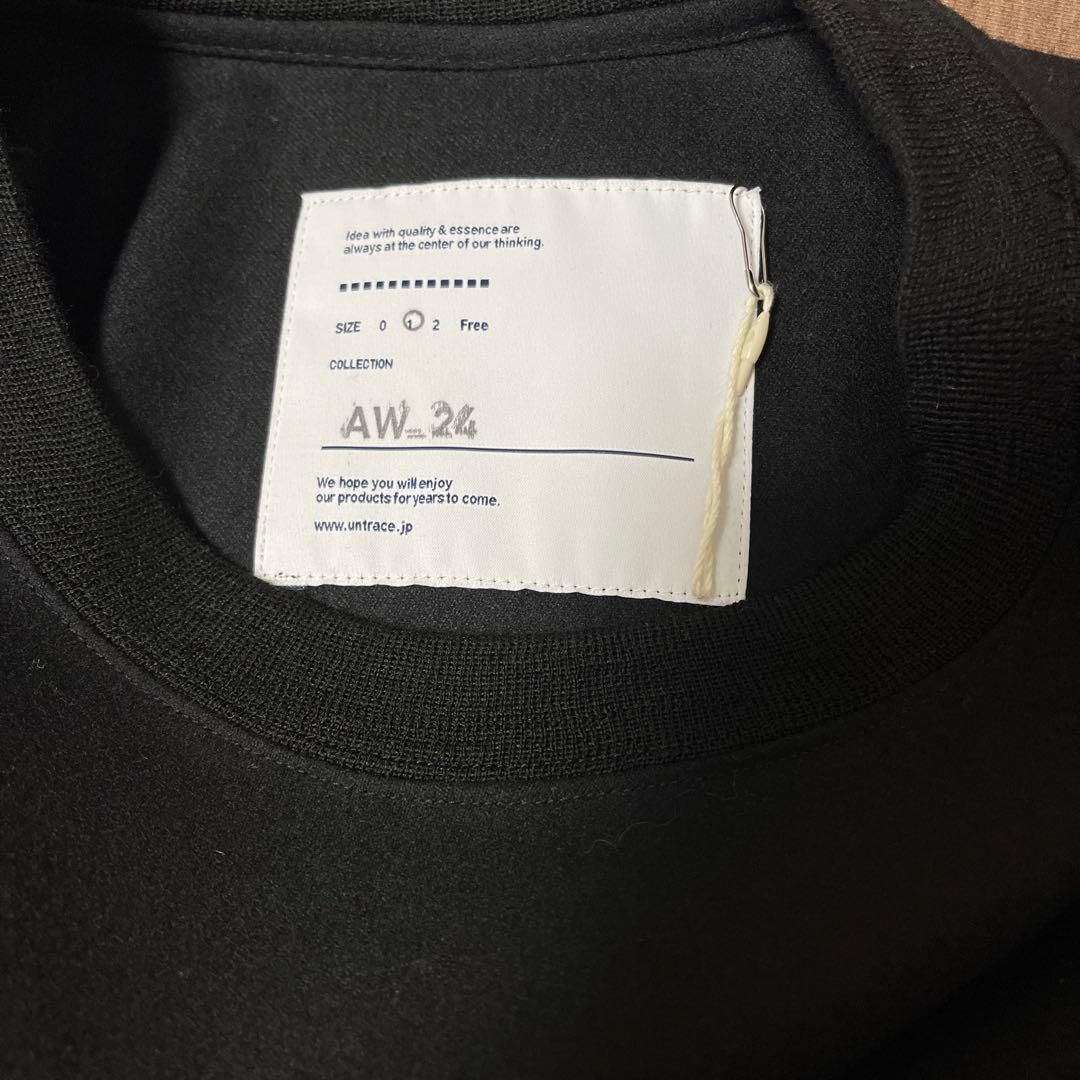 Idea with quality & essence are
always at the center of our thinking.
SIZE 0 1 2 Free
COLLECTION
AW_24
We hope you will enjoy
our products for years to come.
www.untrace.jp